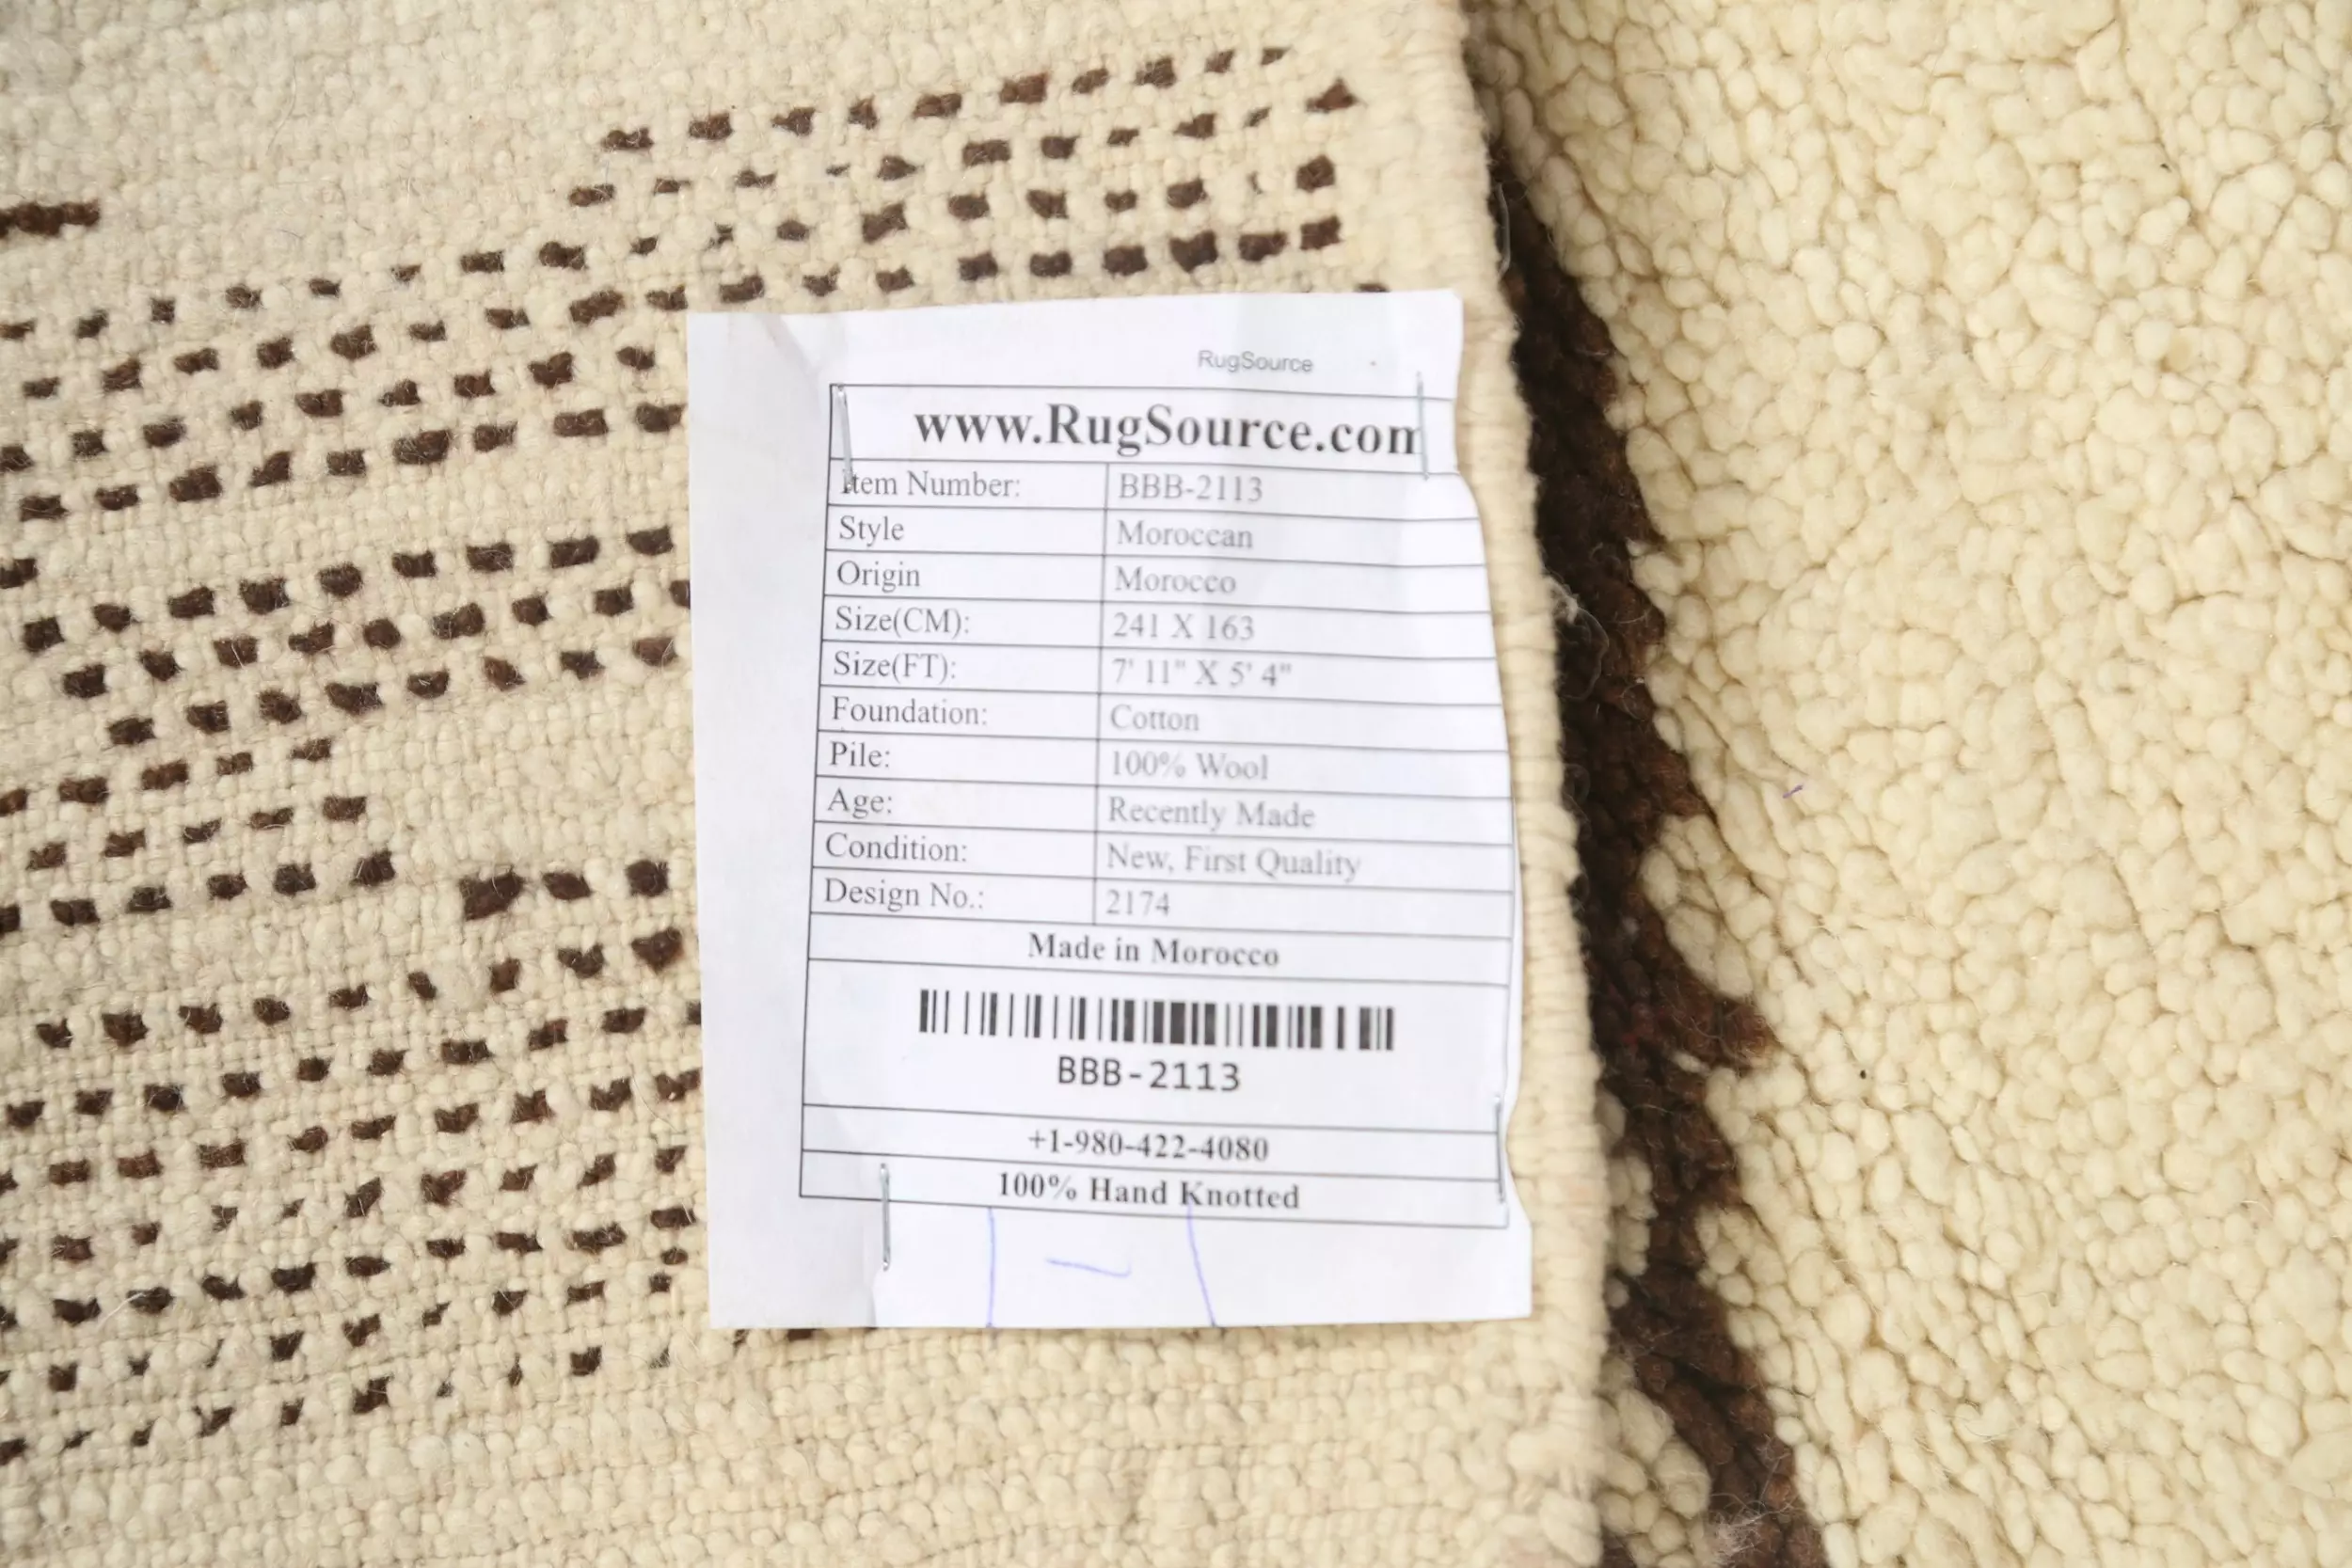 RugSource
www.RugSource.com
Item Number: BBB-2113
Style Moroccan
Origin Morocco
Size(CM): 241 X 163
Size(FT): 7' 11" X 5' 4"
Foundation: Cotton
Pile: 100% Wool
Age: Recently Made
Condition: New, First Quality
Design No.: 2174
Made in Morocco
BBB-2113
+1-980-422-4080
100% Hand Knotted